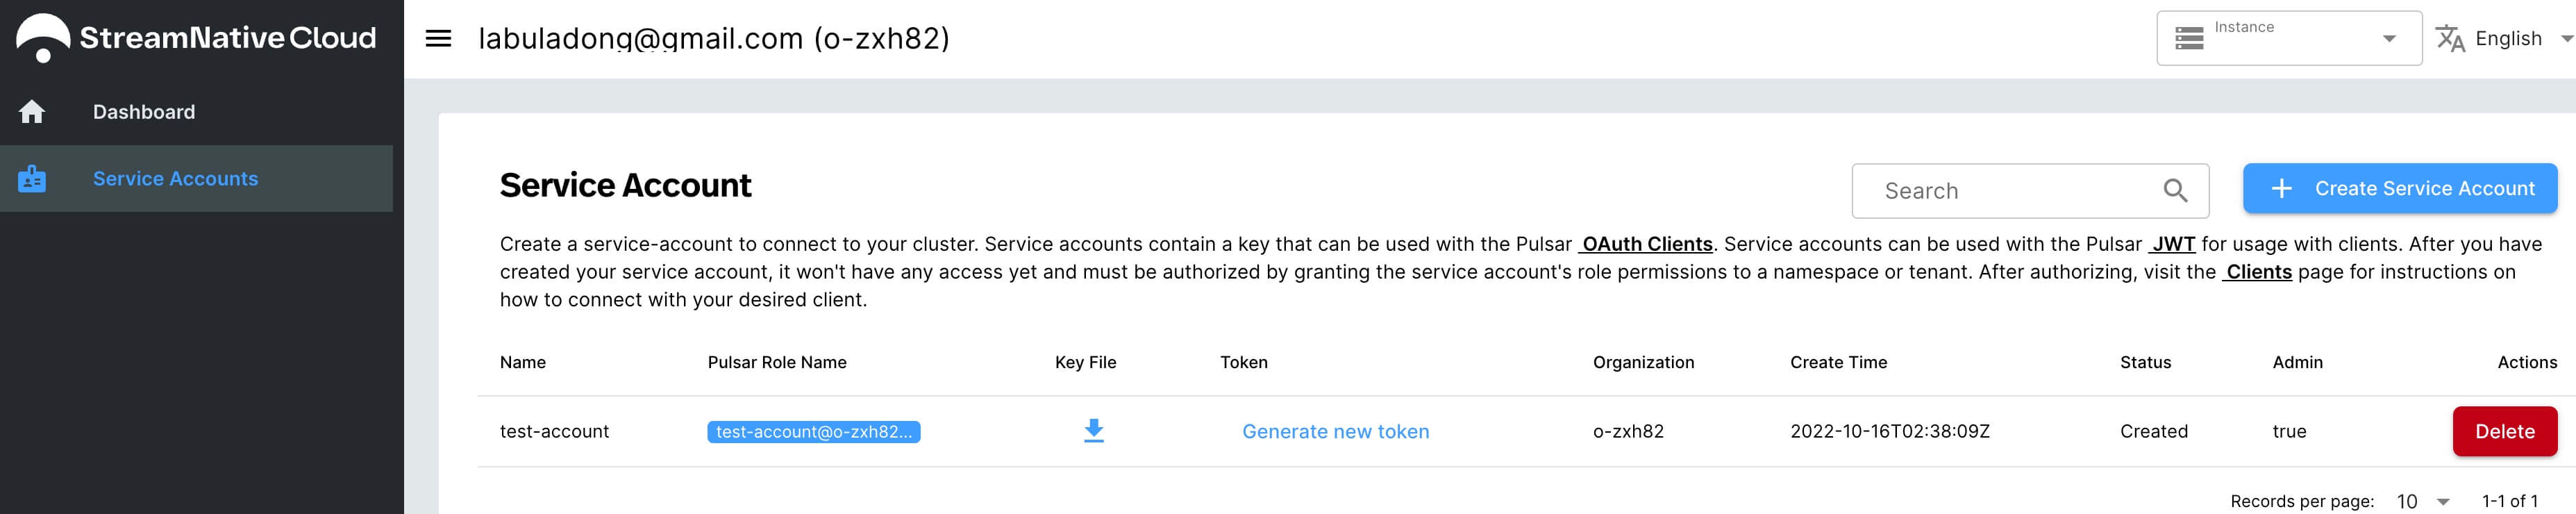 StreamNative Cloud
labuladong@gmail.com (o-zxh82)
Instance
English
Dashboard
Service Accounts
Service Account
Search
Create Service Account
Create a service-account to connect to your cluster. Service accounts contain a key that can be used with the Pulsar OAuth Clients. Service accounts can be used with the Pulsar JWT for usage with clients. After you have
created your service account, it won't have any access yet and must be authorized by granting the service account's role permissions to a namespace or tenant. After authorizing, visit the Clients page for instructions on
how to connect with your desired client.
Name Pulsar Role Name Key File Token Organization Create Time Status Admin Actions
test-account test-account@o-zxh82... Generate new token o-zxh82 2022-10-16T02:38:09Z Created true Delete
Records per page: 10 1-1 of 1